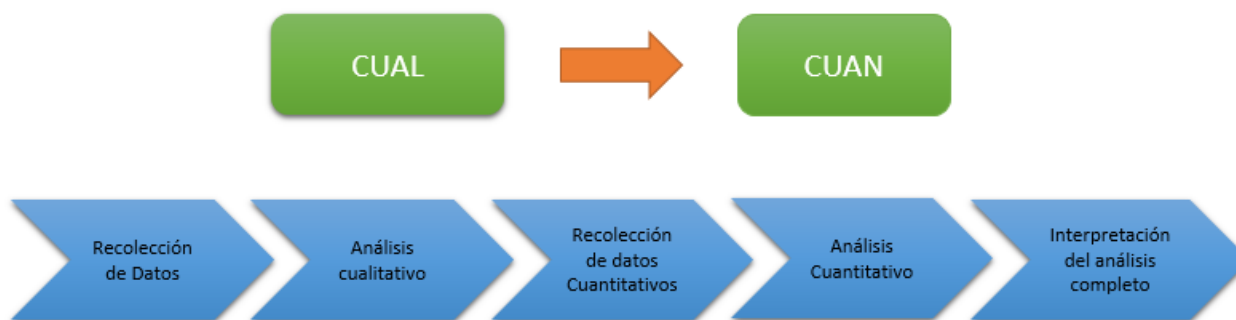 CUAL
CUAN
Recolección
de Datos
Análisis
cualitativo
Recolección
de datos
Cuantitativos
Análisis
Cuantitativo
Interpretación
del análisis
completo